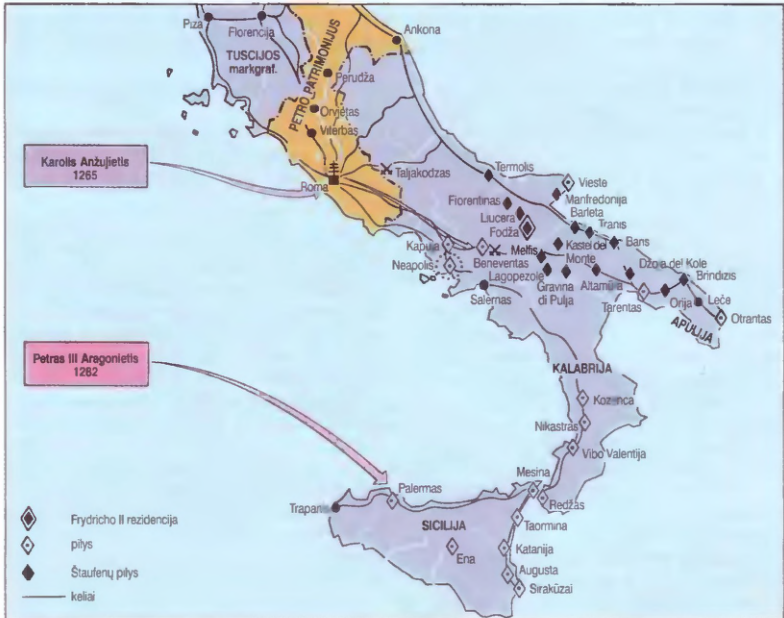 Piza
Florencija
TUSCIJOS
markgraf.
PETRO PATRIMONIJUS
Ankona
Perudža
Orvietas
Viterbas
Karolis Anžujietis
1265
Roma
Taljakodzas
Termolis
Vieste
Fiorentinas
Manfredonija
Liucera
Barleta
Fodža
Tranis
Baris
Kapuja
Melfis
Kastel del
Monte
Neapolis
Beneventas
Lagopezole
Džoja del Kole
Brindizis
Salernas
Gravina
di Pulja
Altamura
Tarentas
Orija
Lečė
Otrantas
APULIJA
Petras III Aragonietis
1282
KALABRIJA
Kozenca
Nikastras
Vibo Valentija
Mesina
Palermas
Redžas
Trapanis
Taormina
SICILIJA
Ena
Katanija
Augusta
Sirakūzai
Frydricho II rezidencija
pilys
Štaufenų pilys
keliai